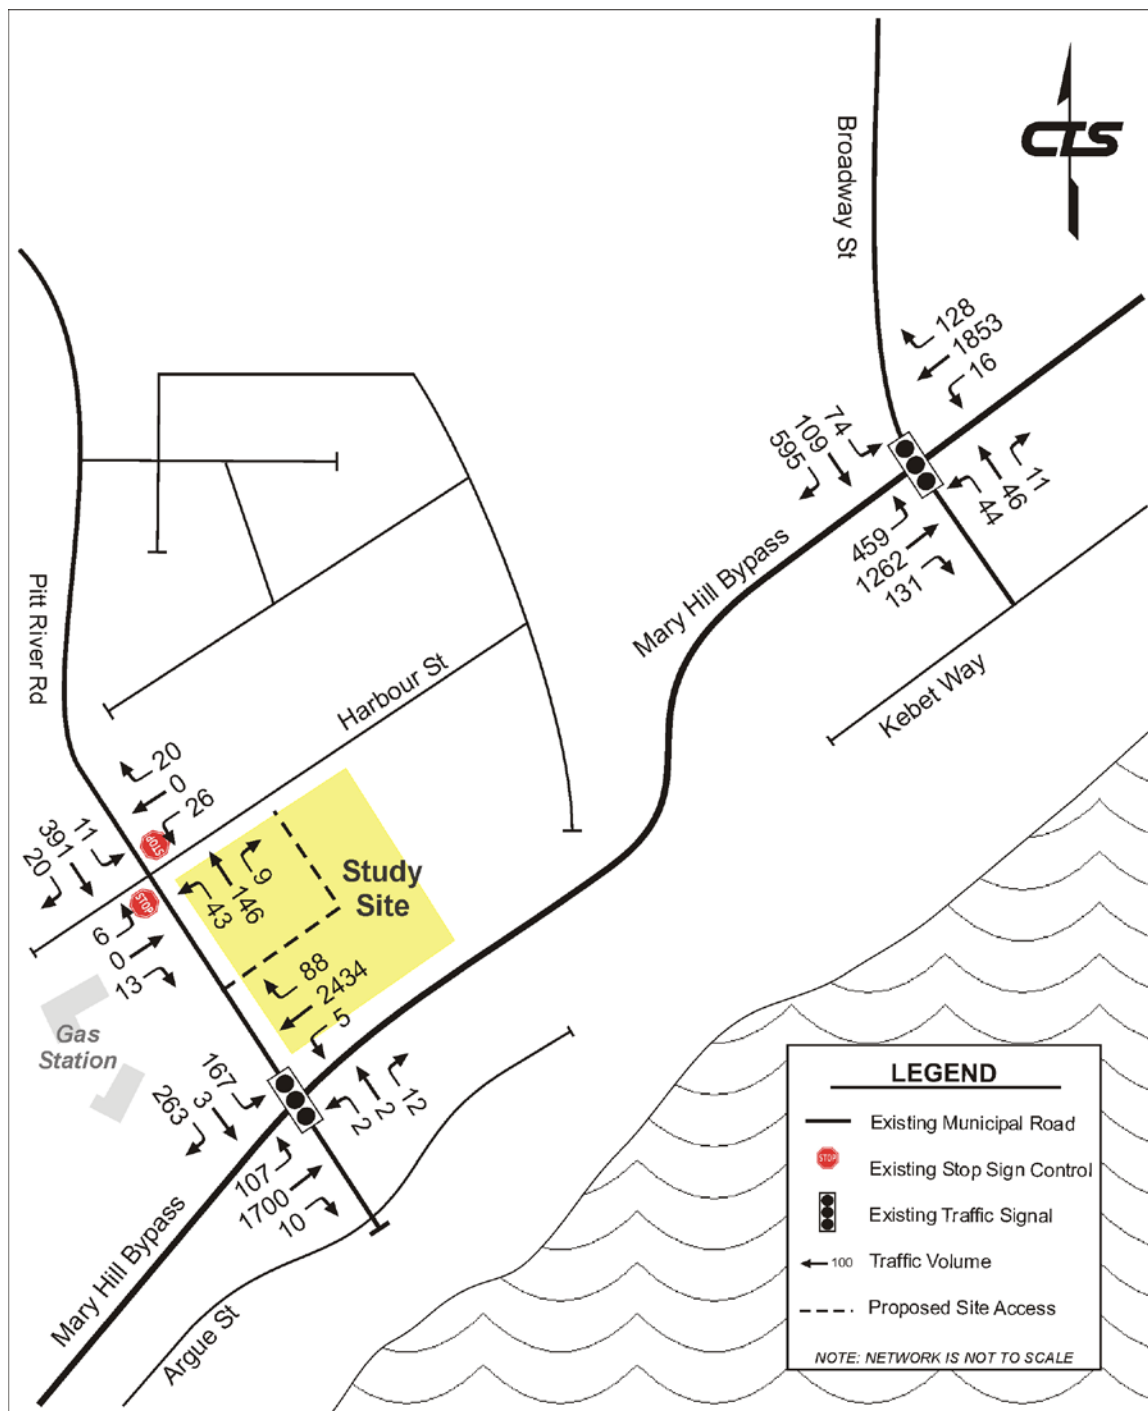 CTS
Broadway St
128
1853
16
74
109
595
11
46
44
459
1262
131
Mary Hill Bypass
Kebet Way
Pitt River Rd
Harbour St
20
0
26
STOP
11
391
20
9
146
43
Study
Site
STOP
6
0
13
88
2434
5
Gas
Station
167
3
263
12
2
2
107
1700
10
Mary Hill Bypass
Argue St
LEGEND
Existing Municipal Road
STOP
Existing Stop Sign Control
Existing Traffic Signal
100
Traffic Volume
Proposed Site Access
NOTE: NETWORK IS NOT TO SCALE